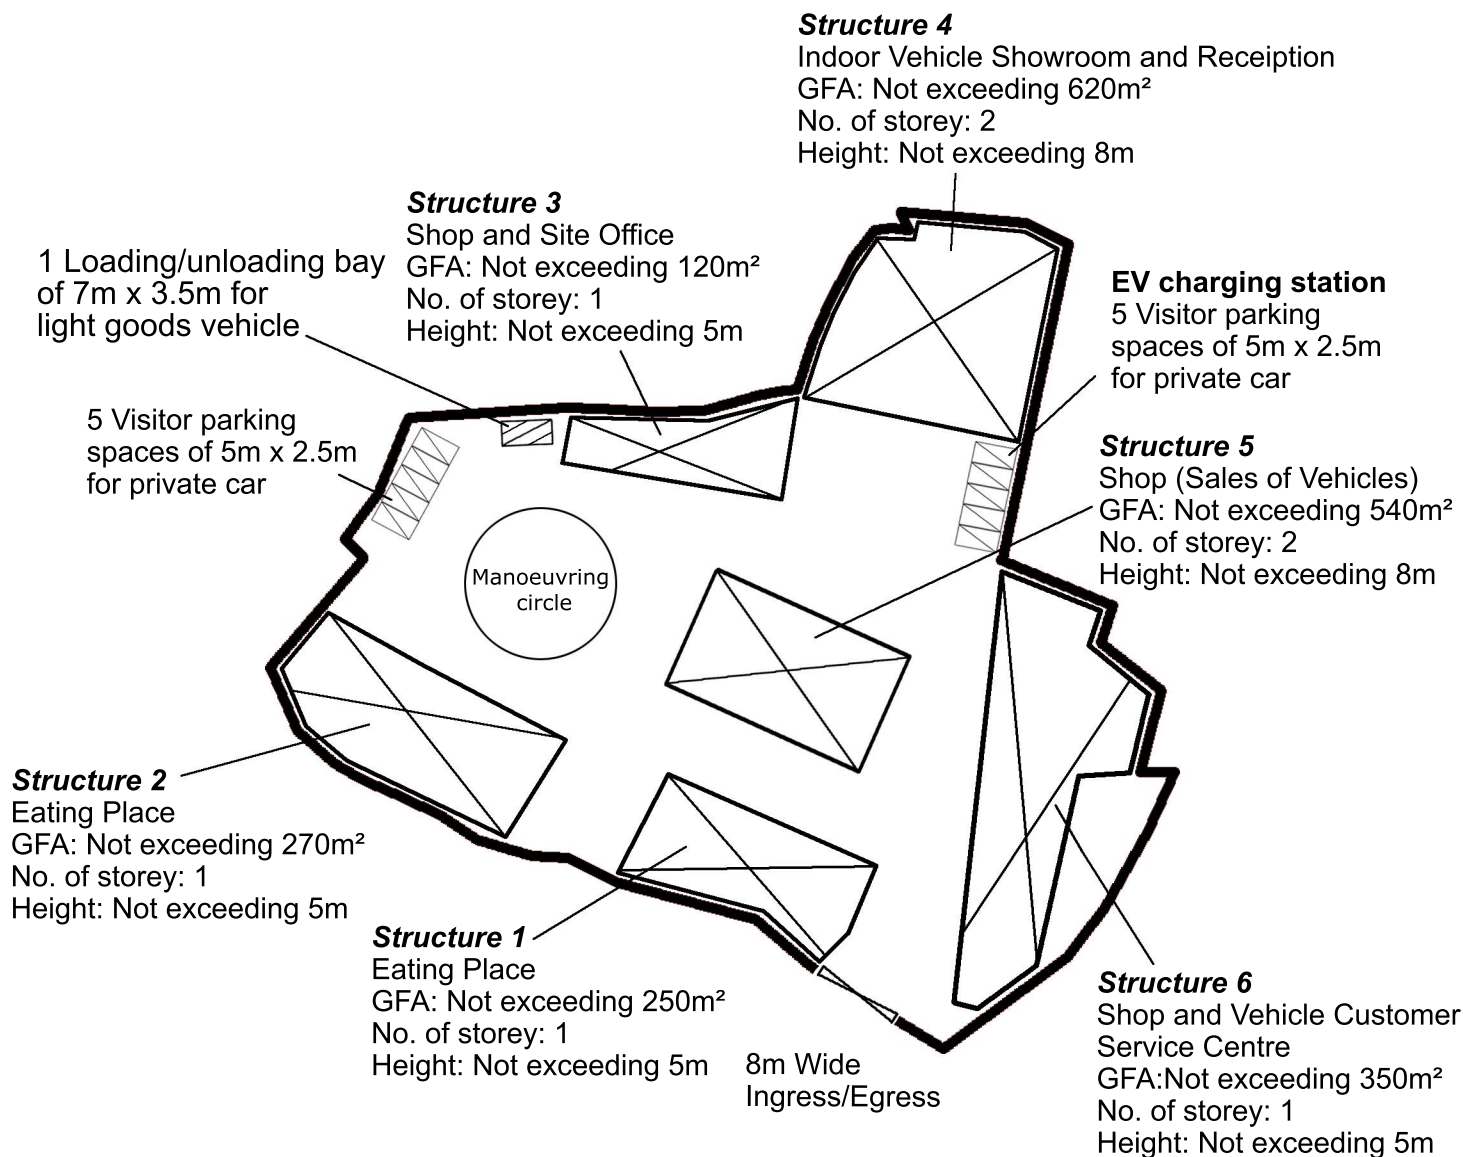 Structure 4
Indoor Vehicle Showroom and Receiption
GFA: Not exceeding 620m²
No. of storey: 2
Height: Not exceeding 8m
Structure 3
Shop and Site Office
GFA: Not exceeding 120m²
No. of storey: 1
Height: Not exceeding 5m
1 Loading/unloading bay
of 7m x 3.5m for
light goods vehicle
EV charging station
5 Visitor parking
spaces of 5m x 2.5m
for private car
5 Visitor parking
spaces of 5m x 2.5m
for private car
Structure 5
Shop (Sales of Vehicles)
GFA: Not exceeding 540m²
No. of storey: 2
Height: Not exceeding 8m
Manoeuvring
circle
Structure 2
Eating Place
GFA: Not exceeding 270m²
No. of storey: 1
Height: Not exceeding 5m
Structure 1
Eating Place
GFA: Not exceeding 250m²
No. of storey: 1
Height: Not exceeding 5m
8m Wide
Ingress/Egress
Structure 6
Shop and Vehicle Customer
Service Centre
GFA:Not exceeding 350m²
No. of storey: 1
Height: Not exceeding 5m